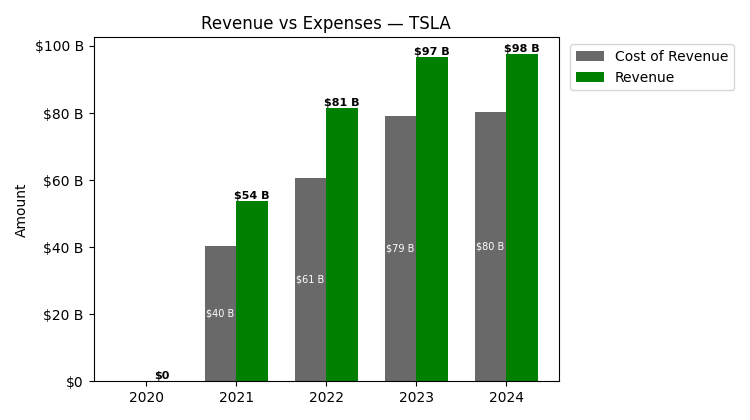 Revenue vs Expenses — TSLA
$100 B
$80 B
$60 B
$40 B
$20 B
$0
Amount
$0
$54 B
$81 B
$97 B
$98 B
$40 B
$61 B
$79 B
$80 B
2020
2021
2022
2023
2024
Cost of Revenue
Revenue